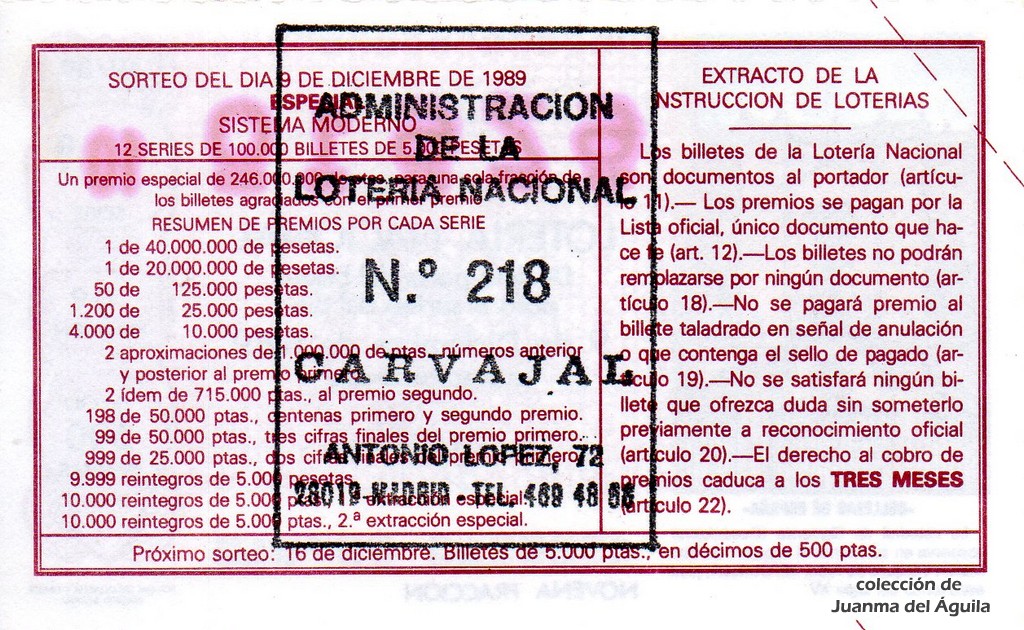 SORTEO DEL DIA 9 DE DICIEMBRE DE 1989
ESPECIAL
SISTEMA MODERNO
12 SERIES DE 100.000 BILLETES DE 5.000 PESETAS
Un premio especial de 246.000.000 de ptas., para una sola fracción de
los billetes agraciados con el primer premio
RESUMEN DE PREMIOS POR CADA SERIE
1 de 40.000.000 de pesetas.
1 de 20.000.000 de pesetas.
50 de 125.000 pesetas.
1.200 de 25.000 pesetas.
4.000 de 10.000 pesetas.
2 aproximaciones de 1.000.000 de ptas., números anterior
y posterior al premio primero.
2 ídem de 715.000 ptas., al premio segundo.
198 de 50.000 ptas., centenas primero y segundo premio.
99 de 50.000 ptas., tres cifras finales del premio primero.
999 de 25.000 ptas., dos cifras finales del premio primero.
9.999 reintegros de 5.000 pesetas.
10.000 reintegros de 5.000 ptas., extracción especial.
10.000 reintegros de 5.000 ptas., 2.ª extracción especial.
EXTRACTO DE LA
INSTRUCCION DE LOTERIAS
Los billetes de la Lotería Nacional
son documentos al portador (artícu-
lo 11).— Los premios se pagan por la
Lista oficial, único documento que ha-
ce fe (art. 12).—Los billetes no podrán
remplazarse por ningún documento (ar-
tículo 18).—No se pagará premio al
billete taladrado en señal de anulación
o que contenga el sello de pagado (ar-
tículo 19).—No se satisfará ningún bi-
llete que ofrezca duda sin someterlo
previamente a reconocimiento oficial
(artículo 20).—El derecho al cobro de
premios caduca a los TRES MESES
(artículo 22).
Próximo sorteo: 16 de diciembre. Billetes de 5.000 ptas., en décimos de 500 ptas.
ADMINISTRACION
DE LA
LOTERIA NACIONAL
N.º 218
CARVAJAL
ANTONIO LOPEZ, 72
28019 MADRID - TEL. 469 48
NOVENA FRACCION
colección de
Juanma del Águila